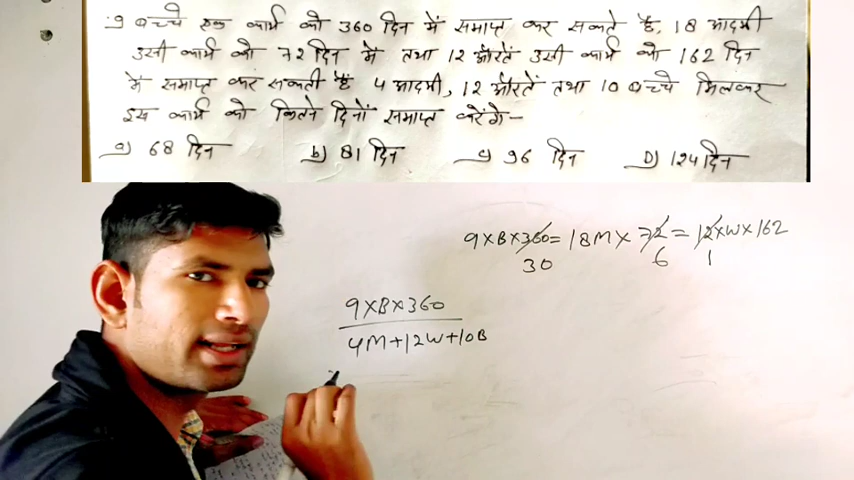 9 बच्चे एक कार्य को 360 दिन में समाप्त कर सकते है, 18 आदमी
उसी कार्य को 72 दिन में तथा 12 औरतें उसी कार्य को 162 दिन
में समाप्त कर सकती हैं 4 आदमी, 12 औरतें तथा 10 बच्चे मिलकर
इस कार्य को कितने दिनों समाप्त करेंगे-
a) 68 दिन b) 81 दिन c) 96 दिन D) 124 दिन
9×B×360=18M×72=12×W×162
30 6 1
9×B×360
4M+12W+10B